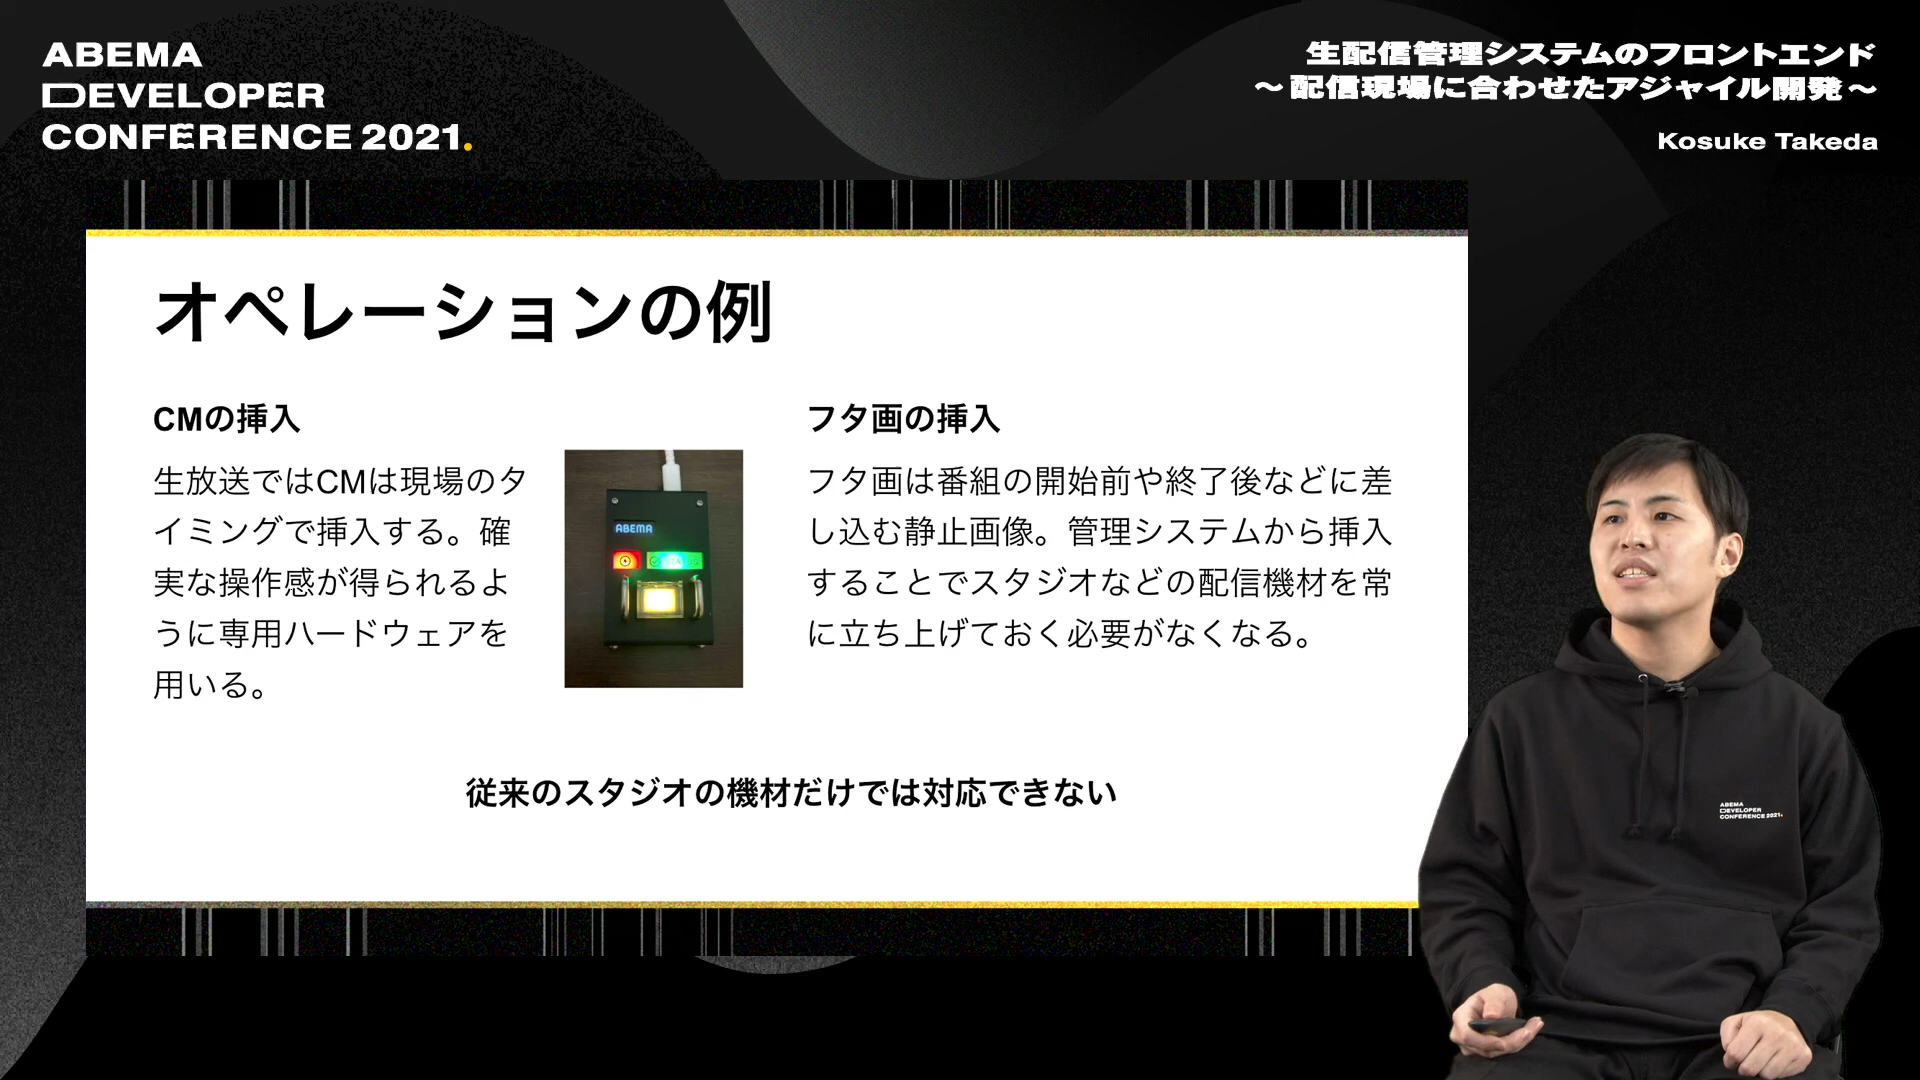 ABEMA
DEVELOPER
CONFERENCE 2021.
生配信管理システムのフロントエンド
～配信現場に合わせたアジャイル開発～
Kosuke Takeda
オペレーションの例
CMの挿入
生放送ではCMは現場のタ
イミングで挿入する。確
実な操作感が得られるよ
うに専用ハードウェアを
用いる。
ABEMA
フタ画の挿入
フタ画は番組の開始前や終了後などに差
し込む静止画像。管理システムから挿入
することでスタジオなどの配信機材を常
に立ち上げておく必要がなくなる。
従来のスタジオの機材だけでは対応できない
ABEMA
DEVELOPER
CONFERENCE 2021.